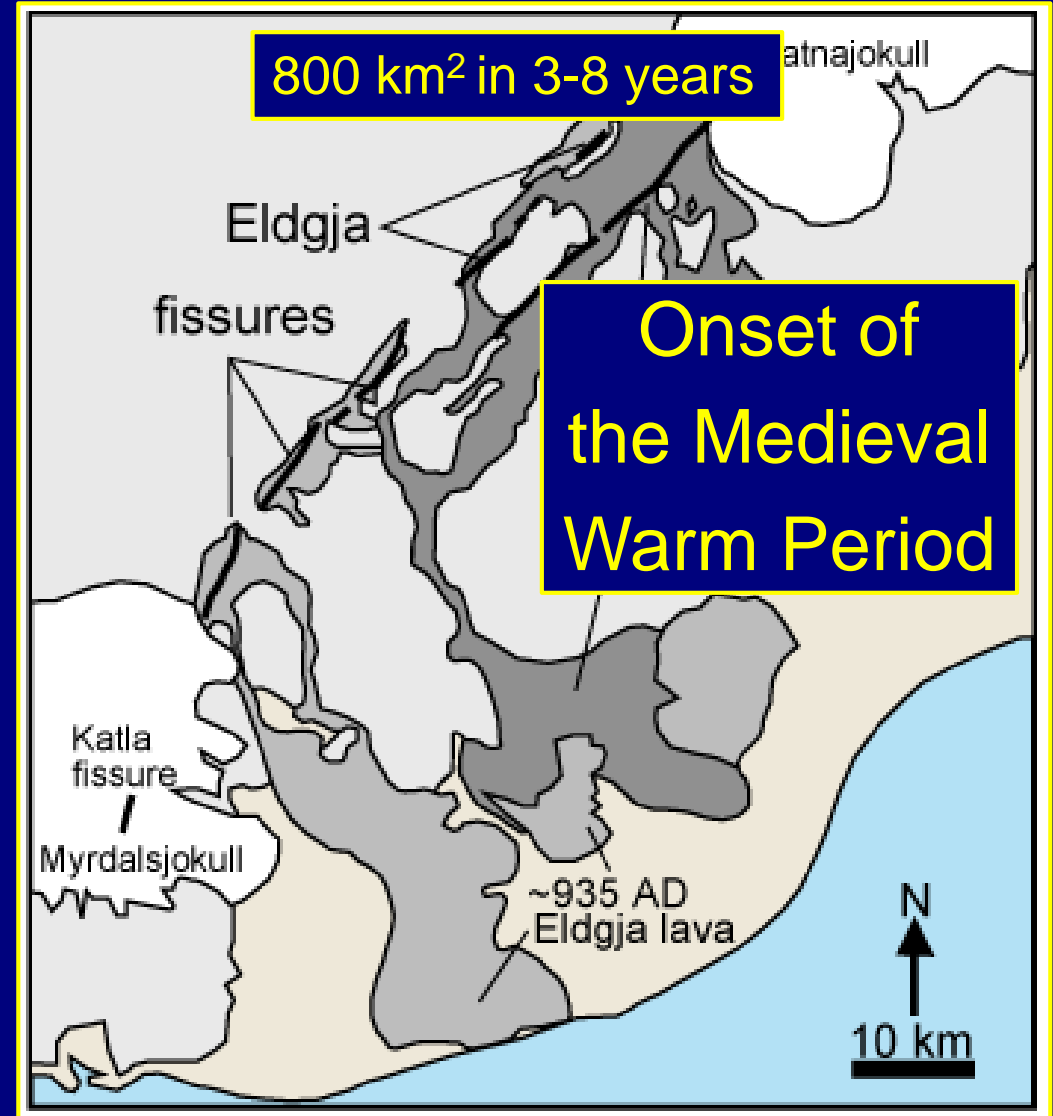 800 km² in 3-8 years
atnajokull
Eldgja
fissures
Onset of
the Medieval
Warm Period
Katla
fissure
Myrdalsjokull
~935 AD
Eldgja lava
N
10 km